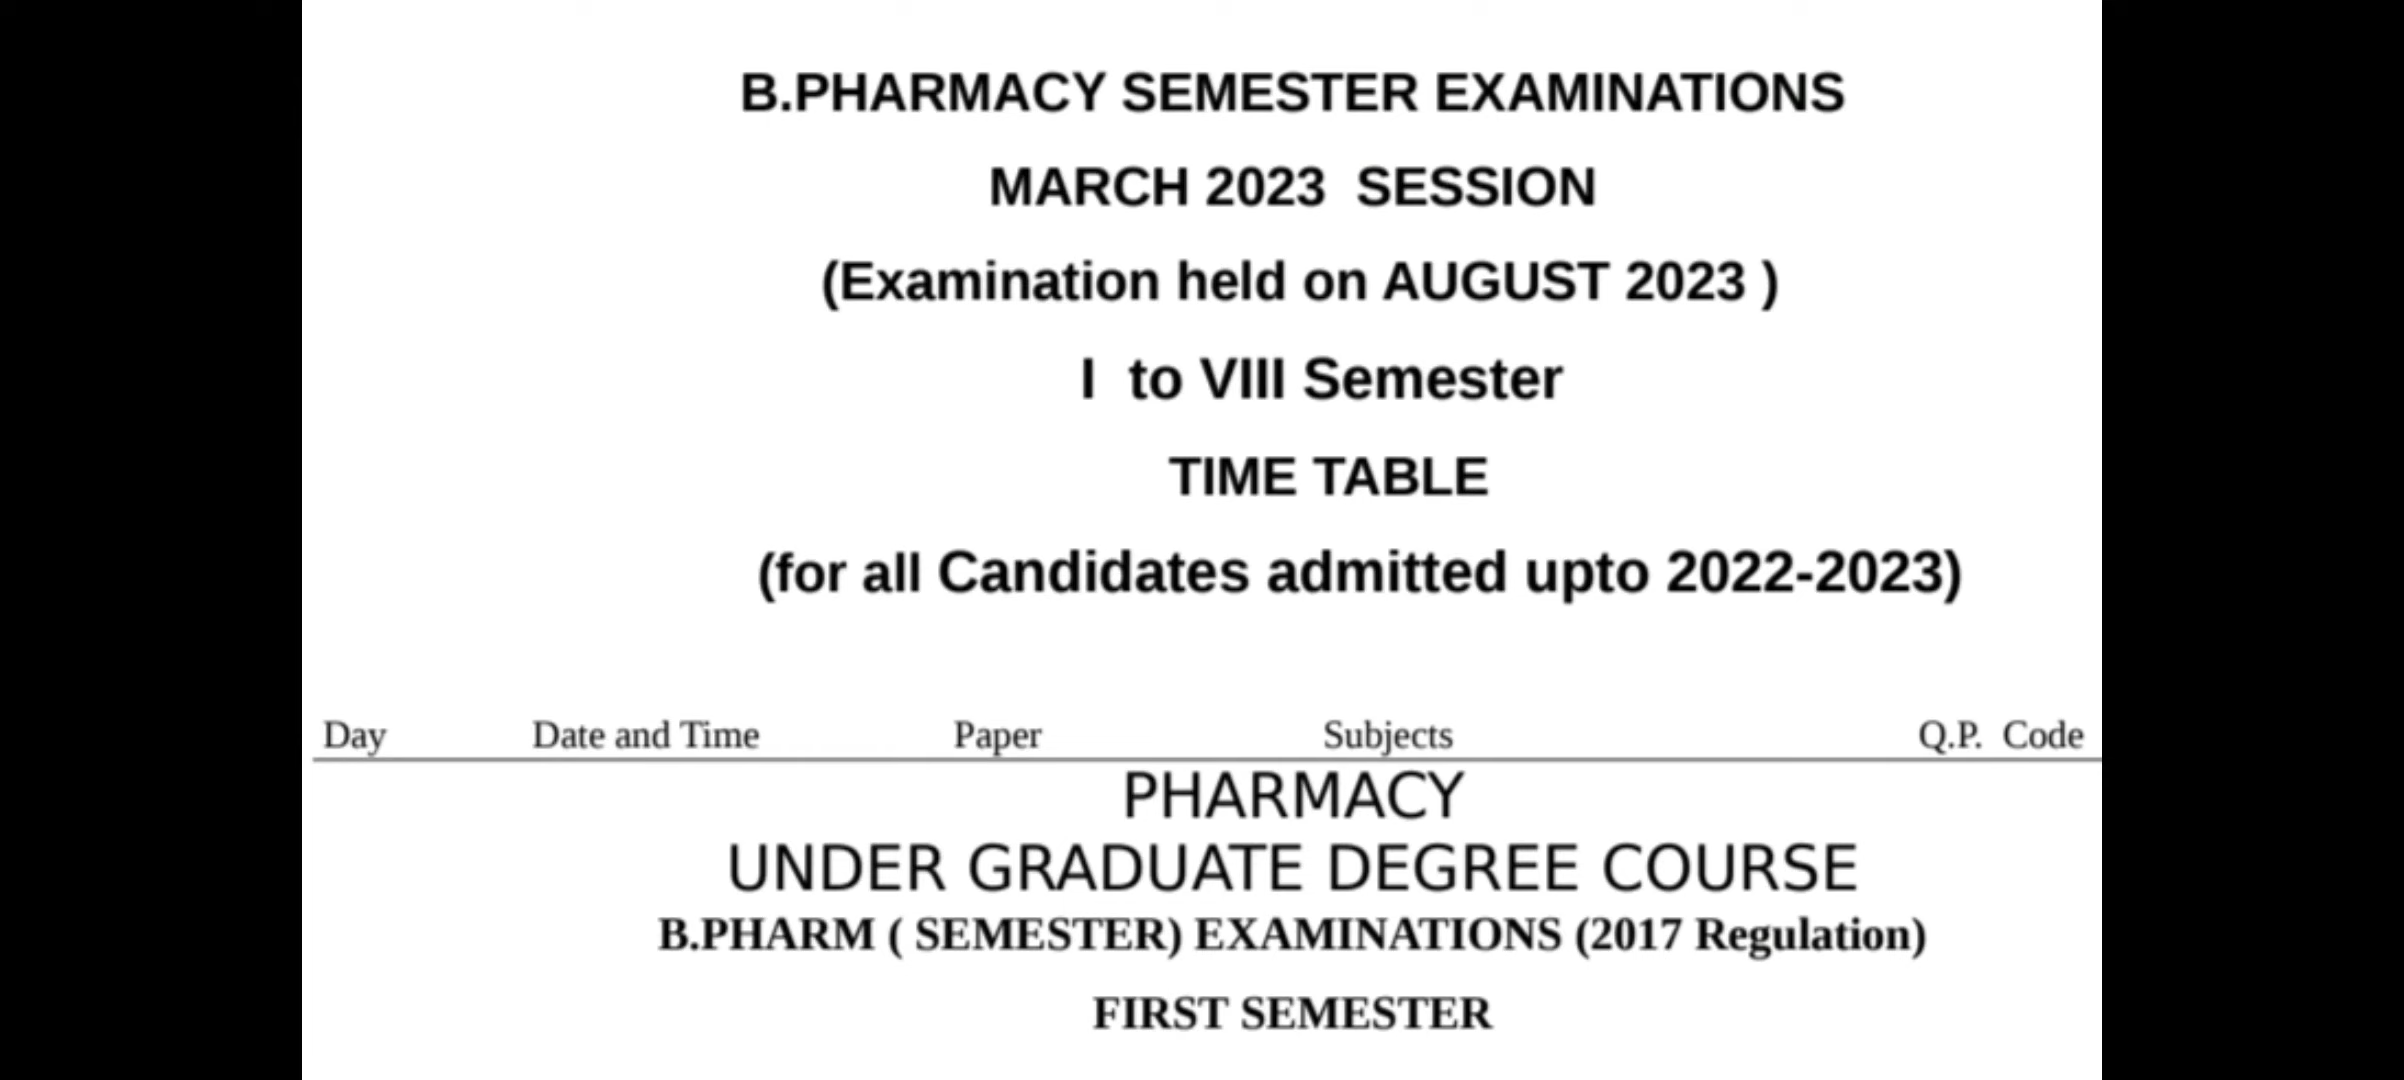 B.PHARMACY SEMESTER EXAMINATIONS
MARCH 2023  SESSION
(Examination held on AUGUST 2023 )
I  to VIII Semester
TIME TABLE
(for all Candidates admitted upto 2022-2023)
Day Date and Time Paper Subjects Q.P.  Code
PHARMACY
UNDER GRADUATE DEGREE COURSE
B.PHARM ( SEMESTER) EXAMINATIONS (2017 Regulation)
FIRST SEMESTER